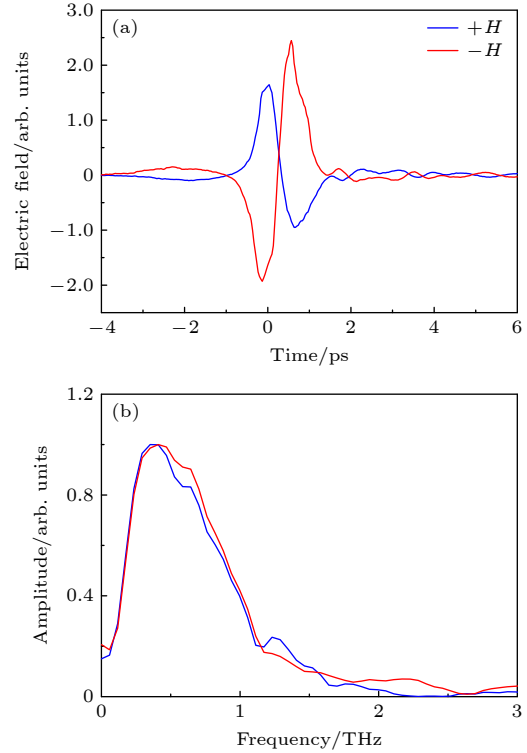 (a)
+H
−H
3.0
2.0
1.0
0
−1.0
−2.0
Electric field/arb. units
−4
−2
0
2
4
6
Time/ps
(b)
1.2
0.8
0.4
0
Amplitude/arb. units
0
1
2
3
Frequency/THz